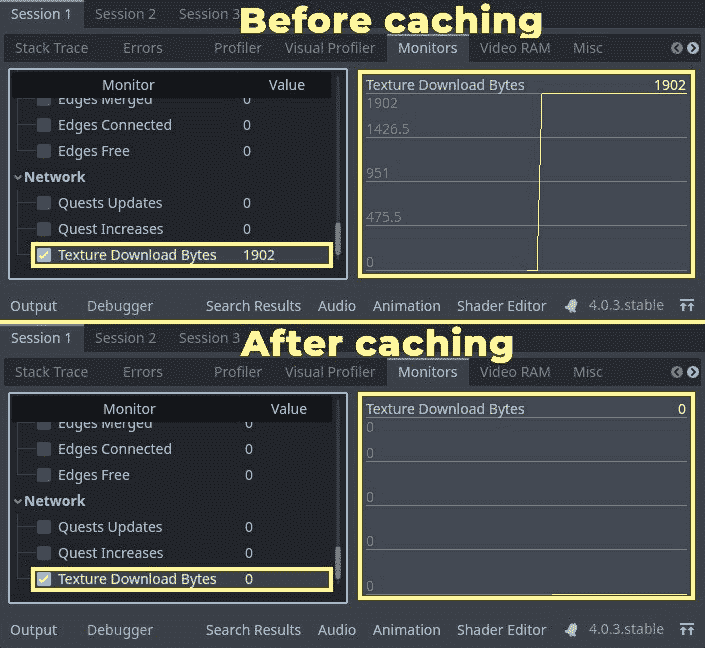 Session 1 Session 2 Session 3
Before caching
Stack Trace Errors Profiler Visual Profiler Monitors Video RAM Misc
Monitor Value
Edges Merged 0
Edges Connected 0
Edges Free 0
Network
Quests Updates 0
Quest Increases 0
Texture Download Bytes 1902
Texture Download Bytes 1902
1902
1426.5
951
475.5
0
Output Debugger Search Results Audio Animation Shader Editor 4.0.3.stable
Session 1 Session 2 Session 3
After caching
Stack Trace Errors Profiler Visual Profiler Monitors Video RAM Misc
Monitor Value
Edges Merged 0
Edges Connected 0
Edges Free 0
Network
Quests Updates 0
Quest Increases 0
Texture Download Bytes 0
Texture Download Bytes 0
0
0
0
0
0
Output Debugger Search Results Audio Animation Shader Editor 4.0.3.stable